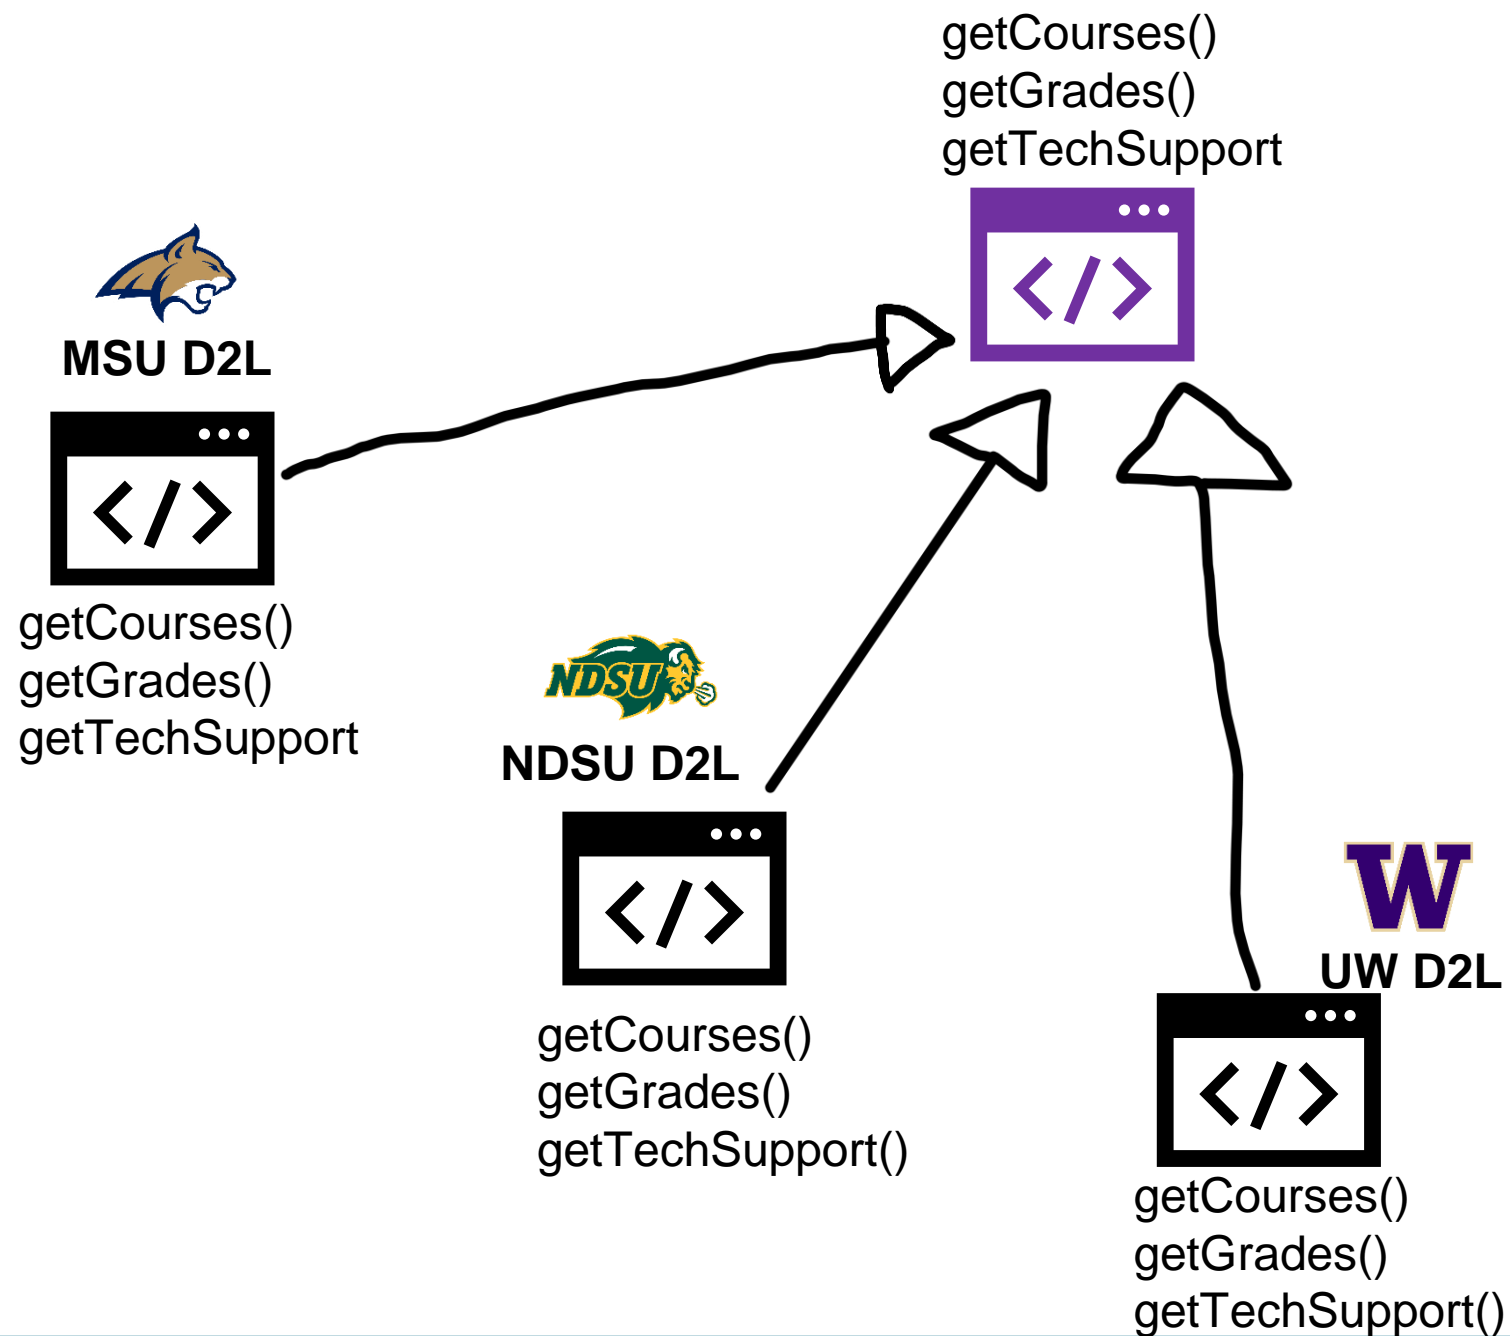 getCourses()
getGrades()
getTechSupport
MSU D2L
getCourses()
getGrades()
getTechSupport
NDSU
NDSU D2L
getCourses()
getGrades()
getTechSupport()
W
UW D2L
getCourses()
getGrades()
getTechSupport()